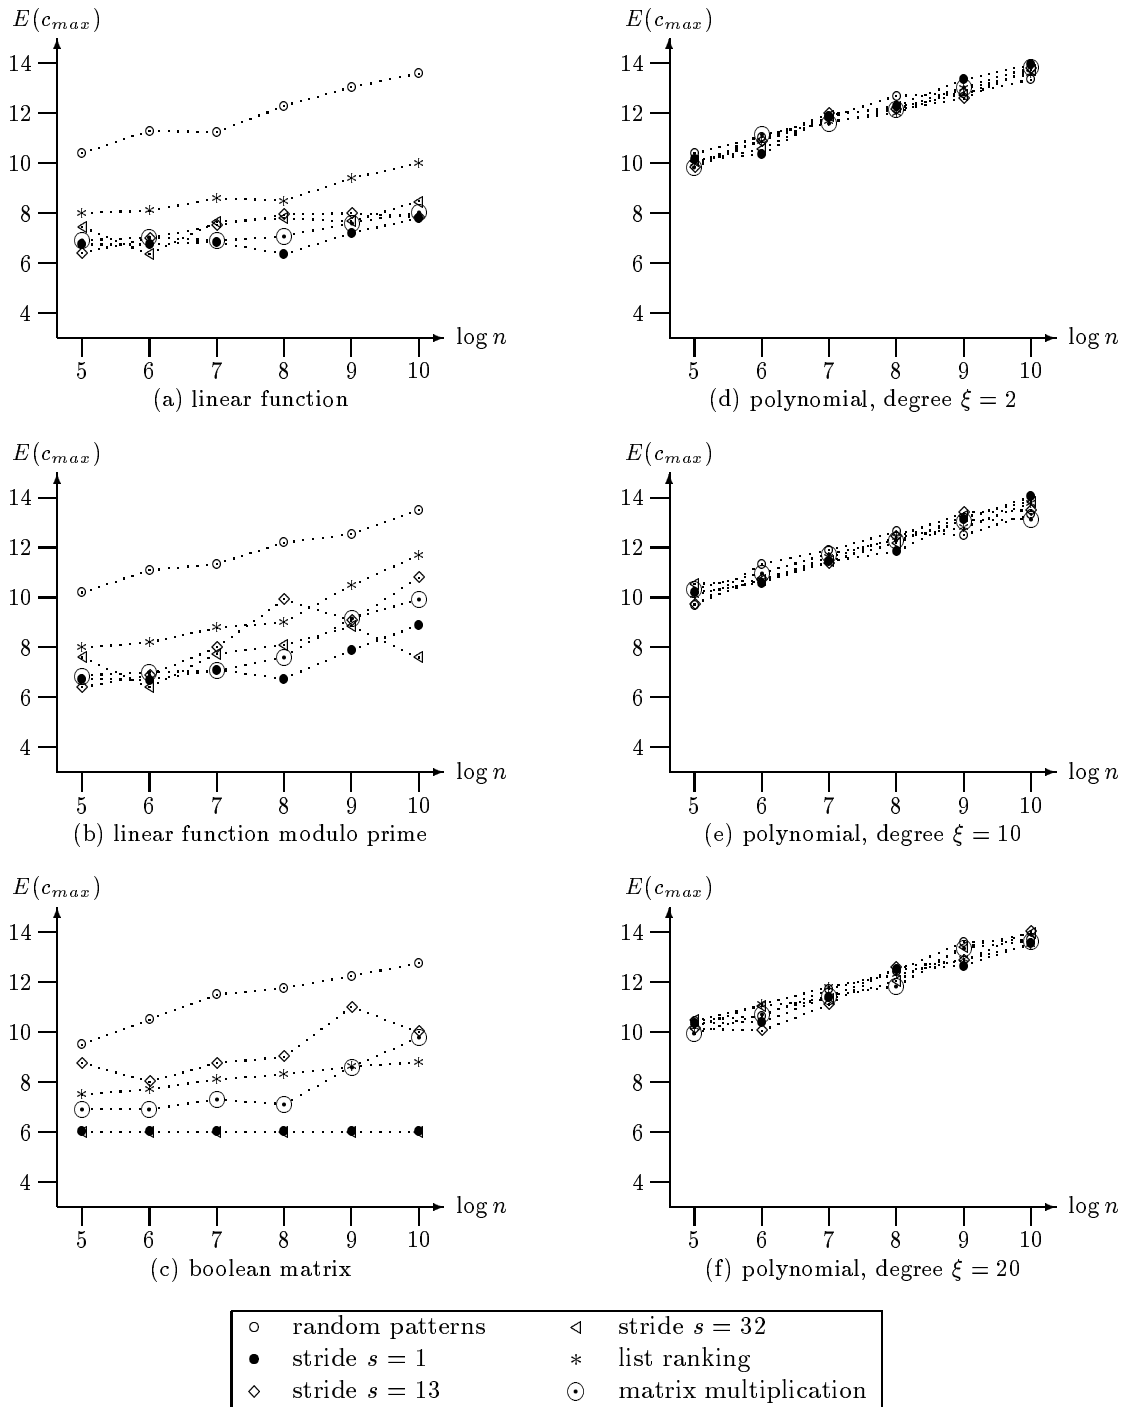 E(c_max)
14
12
10
8
6
4
log n
5 6 7 8 9 10
(a) linear function
E(c_max)
14
12
10
8
6
4
log n
5 6 7 8 9 10
(d) polynomial, degree ξ = 2
E(c_max)
14
12
10
8
6
4
log n
5 6 7 8 9 10
(b) linear function modulo prime
E(c_max)
14
12
10
8
6
4
log n
5 6 7 8 9 10
(e) polynomial, degree ξ = 10
E(c_max)
14
12
10
8
6
4
log n
5 6 7 8 9 10
(c) boolean matrix
E(c_max)
14
12
10
8
6
4
log n
5 6 7 8 9 10
(f) polynomial, degree ξ = 20
random patterns
stride s = 1
stride s = 13
stride s = 32
list ranking
matrix multiplication